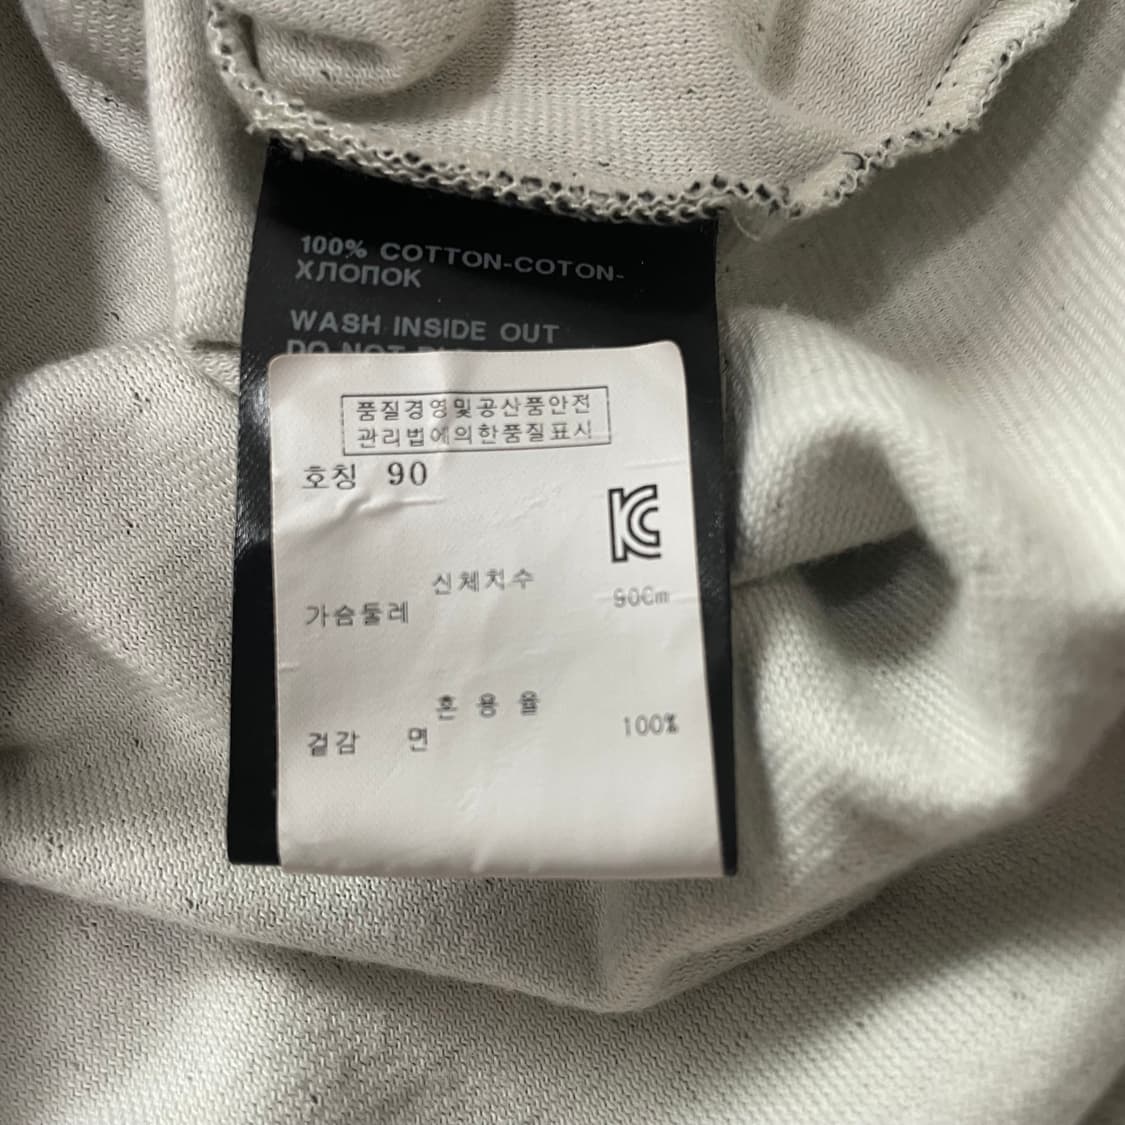 100% COTTON-COTON-
ХЛОПОК
WASH INSIDE OUT
DO NOT
품질경영및공산품안전
관리법에의한품질표시
호칭 90
신체치수
가슴둘레 90Cm
혼용율
겉감 면 100%